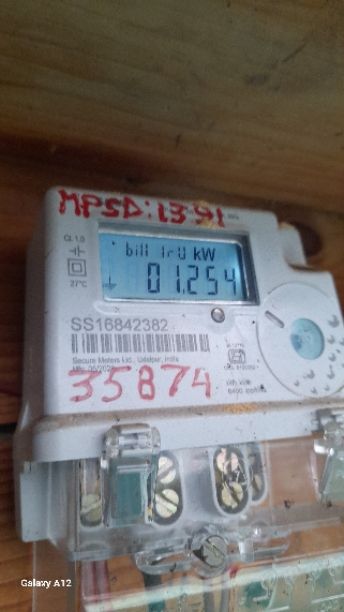 MPSD:1391
Cl. 1.0
bill 1r0 kW
27°C
01.254
SS16842382
Secure Meters Ltd., Udaipur, India
35874
Galaxy A12